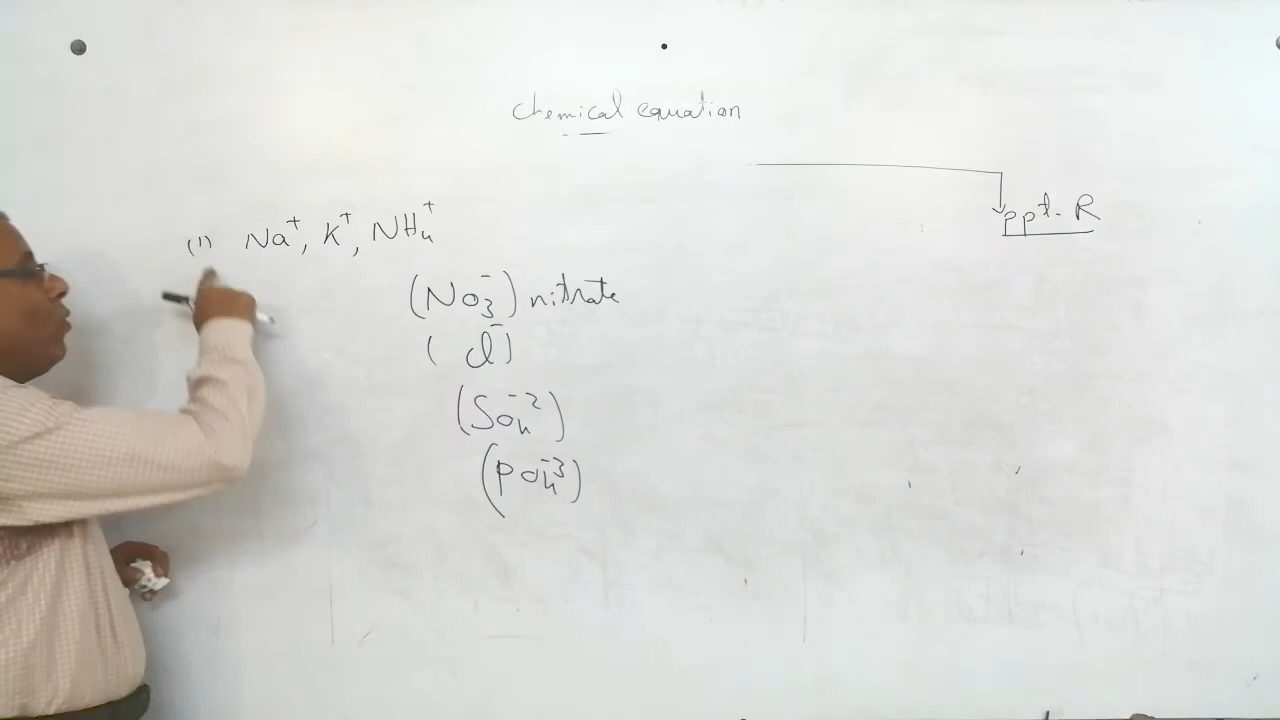 chemical equation
ppt. R
(1) Na⁺, K⁺, NH₄⁺
(NO₃⁻) nitrate
(Cl⁻)
(SO₄⁻²)
(PO₄⁻³)